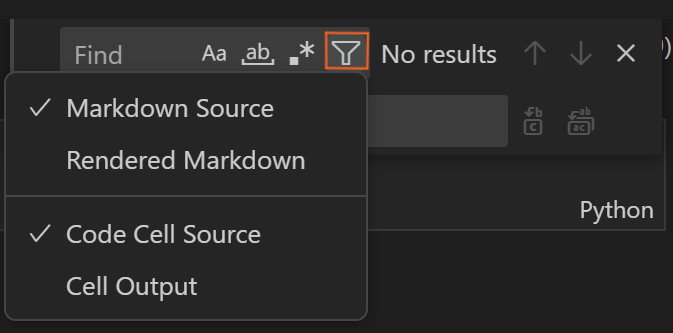 Find Aa ab No results
Markdown Source
Rendered Markdown
Code Cell Source
Cell Output
Python